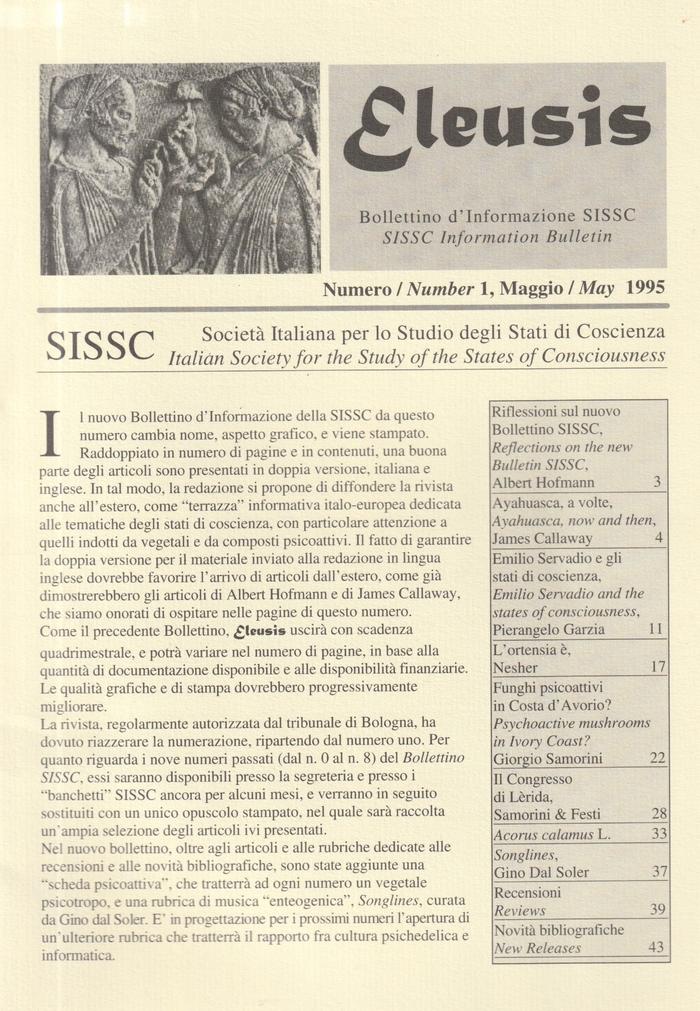 Eleusis
Bollettino d'Informazione SISSC
SISSC Information Bulletin
Numero / Number 1, Maggio / May 1995
SISSC
Società Italiana per lo Studio degli Stati di Coscienza
Italian Society for the Study of the States of Consciousness
Il nuovo Bollettino d'Informazione della SISSC da questo
numero cambia nome, aspetto grafico, e viene stampato.
Raddoppiato in numero di pagine e in contenuti, una buona
parte degli articoli sono presentati in doppia versione, italiana e
inglese. In tal modo, la redazione si propone di diffondere la rivista
anche all'estero, come "terrazza" informativa italo-europea dedicata
alle tematiche degli stati di coscienza, con particolare attenzione a
quelli indotti da vegetali e da composti psicoattivi. Il fatto di garantire
la doppia versione per il materiale inviato alla redazione in lingua
inglese dovrebbe favorire l'arrivo di articoli dall'estero, come già
dimostrerebbero gli articoli di Albert Hofmann e di James Callaway,
che siamo onorati di ospitare nelle pagine di questo numero.
Come il precedente Bollettino, Eleusis uscirà con scadenza
quadrimestrale, e potrà variare nel numero di pagine, in base alla
quantità di documentazione disponibile e alle disponibilità finanziarie.
Le qualità grafiche e di stampa dovrebbero progressivamente
migliorare.
La rivista, regolarmente autorizzata dal tribunale di Bologna, ha
dovuto riazzerare la numerazione, ripartendo dal numero uno. Per
quanto riguarda i nove numeri passati (dal n. 0 al n. 8) del Bollettino
SISSC, essi saranno disponibili presso la segreteria e presso i
"banchetti" SISSC ancora per alcuni mesi, e verranno in seguito
sostituiti con un unico opuscolo stampato, nel quale sarà raccolta
un'ampia selezione degli articoli ivi presentati.
Nel nuovo bollettino, oltre agli articoli e alle rubriche dedicate alle
recensioni e alle novità bibliografiche, sono state aggiunte una
"scheda psicoattiva", che tratterrà ad ogni numero un vegetale
psicotropo, e una rubrica di musica "enteogenica", Songlines, curata
da Gino dal Soler. E' in progettazione per i prossimi numeri l'apertura di
un'ulteriore rubrica che tratterrà il rapporto fra cultura psichedelica e
informatica.
Riflessioni sul nuovo
Bollettino SISSC,
Reflections on the new
Bulletin SISSC,
Albert Hofmann 3
Ayahuasca, a volte,
Ayahuasca, now and then,
James Callaway 4
Emilio Servadio e gli
stati di coscienza,
Emilio Servadio and the
states of consciousness,
Pierangelo Garzia 11
L'ortensia è,
Nesher 17
Funghi psicoattivi
in Costa d'Avorio?
Psychoactive mushrooms
in Ivory Coast?
Giorgio Samorini 22
Il Congresso
di Lèrida,
Samorini & Festi 28
Acorus calamus L. 33
Songlines,
Gino Dal Soler 37
Recensioni
Reviews 39
Novità bibliografiche
New Releases 43